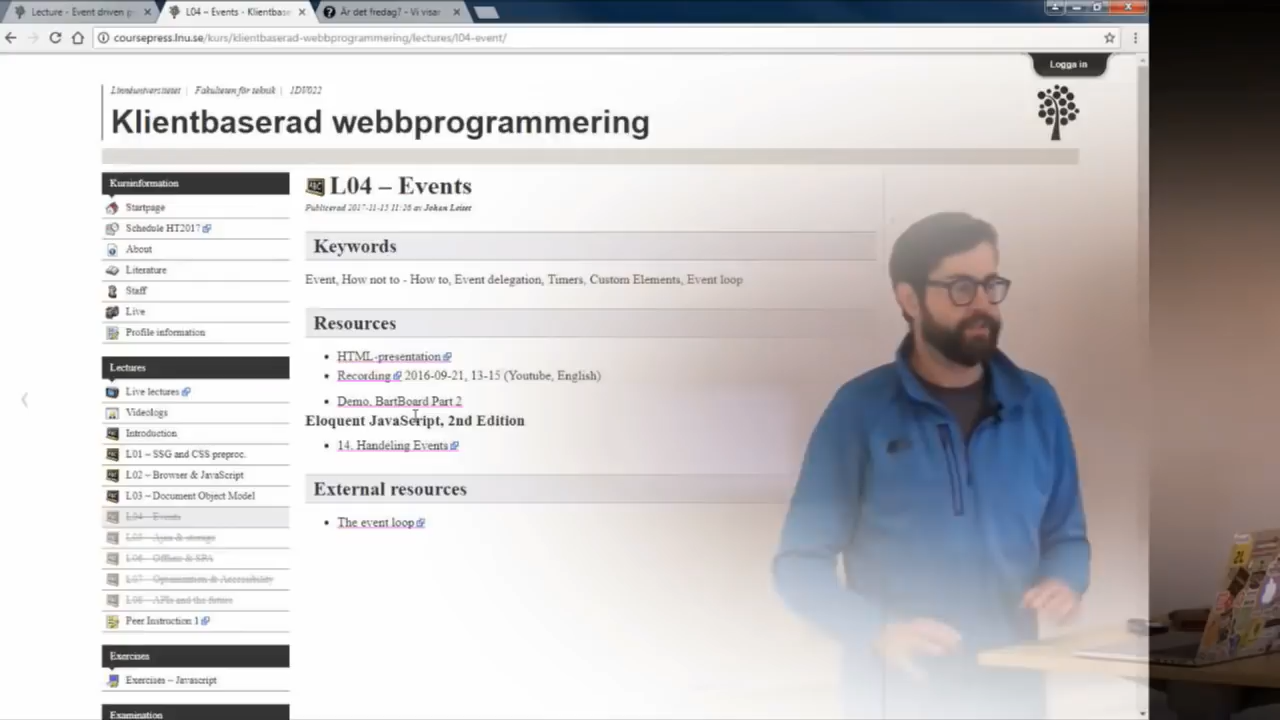 Lecture - Event driven p
L04 – Events - Klientbase
Är det fredag? - Vi visar
coursepress.lnu.se/kurs/klientbaserad-webbprogrammering/lectures/l04-event/
Logga in
Linnéuniversitetet | Fakulteten för teknik | 1DV022
Klientbaserad webbprogrammering
Kursinformation
Startpage
Schedule HT2017
About
Literature
Staff
Live
Profile information
Lectures
Live lectures
Videologs
Introduction
L01 – SSG and CSS preproc.
L02 – Browser & JavaScript
L03 – Document Object Model
L04 – Events
L05 – Ajax & storage
L06 – Offline & SPA
L07 – Optimization & Accessibility
L08 – APIs and the future
Peer Instruction 1
Exercises
Exercises – Javascript
Examination
L04 – Events
Publicerad 2017-11-15 11:26 av Johan Leitet
Keywords
Event, How not to - How to, Event delegation, Timers, Custom Elements, Event loop
Resources
HTML-presentation
Recording 2016-09-21, 13-15 (Youtube, English)
Demo, BartBoard Part 2
Eloquent JavaScript, 2nd Edition
14. Handeling Events
External resources
The event loop